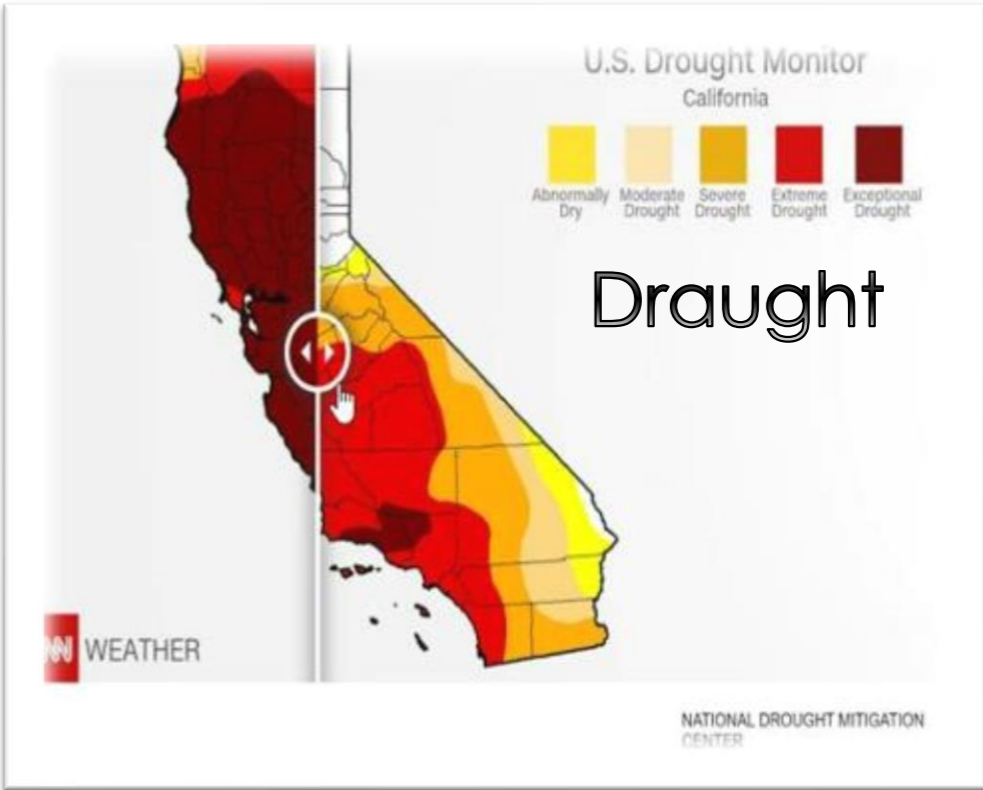 U.S. Drought Monitor
California
Abnormally
Dry
Moderate
Drought
Severe
Drought
Extreme
Drought
Exceptional
Drought
Draught
WEATHER
NATIONAL DROUGHT MITIGATION
CENTER